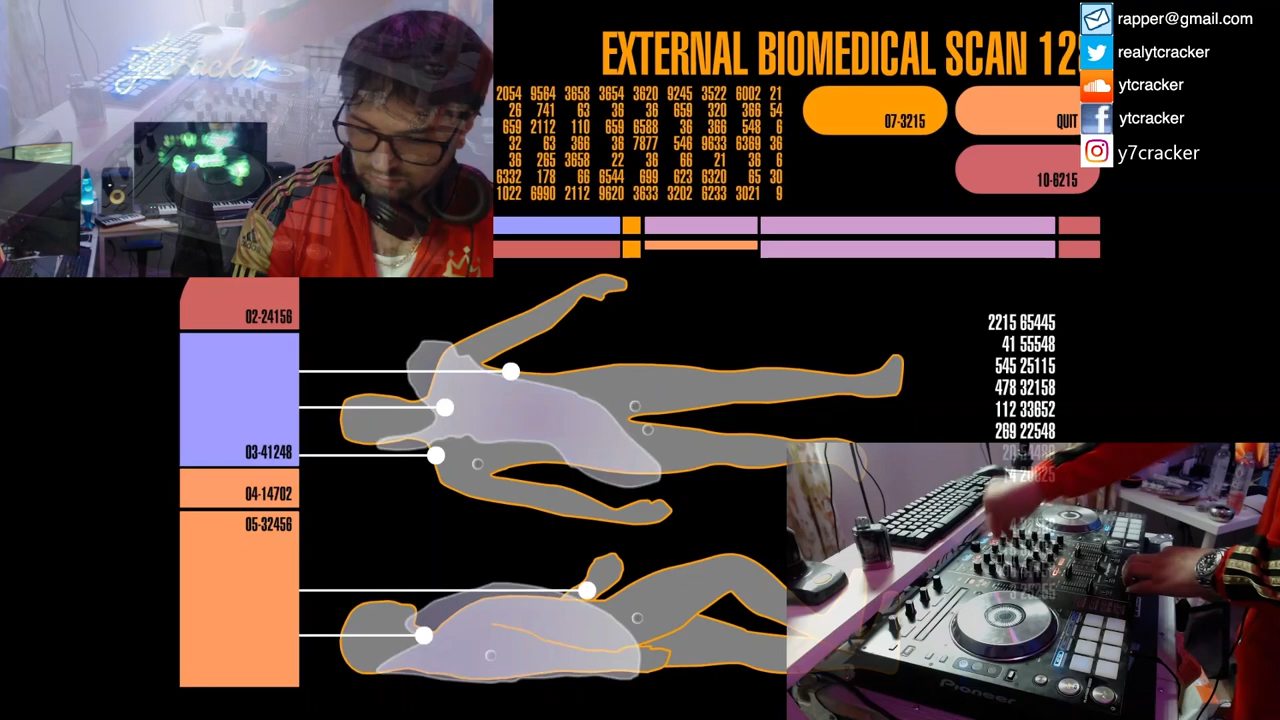 rapper@gmail.com
realytcracker
ytcracker
ytcracker
y7cracker
ytcracker
EXTERNAL BIOMEDICAL SCAN 12
2054 9564 3658 3654 3620 9245 3522 6002 21
26 741 63 36 36 659 320 366 54
659 2112 110 659 6588 36 366 548 6
32 63 366 36 7877 546 9633 6369 36
36 265 3658 22 36 66 21 36 6
6332 178 66 6544 699 623 6320 65 30
1022 6990 2112 9620 3633 3202 6233 3021 9
07-3215
QUIT
10-6215
02-24156
03-41248
04-14702
05-32456
2215 65445
41 55548
545 25115
478 32158
112 33652
269 22548
Pioneer